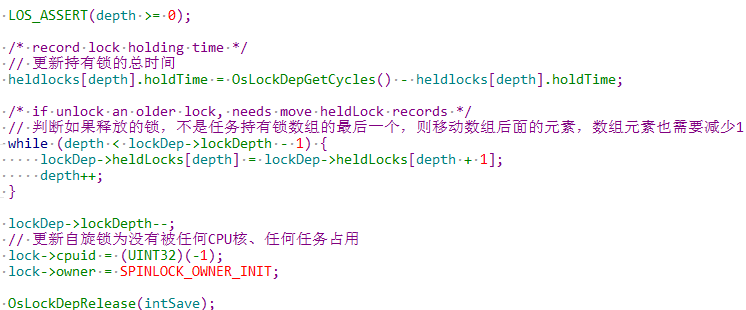 LOS_ASSERT(depth >= 0);
/* record lock holding time */
// 更新持有锁的总时间
heldlocks[depth].holdTime = OsLockDepGetCycles() - heldlocks[depth].holdTime;
/* if unlock an older lock, needs move heldLock records */
// 判断如果释放的锁，不是任务持有锁数组的最后一个，则移动数组后面的元素，数组元素也需要减少1
while (depth < lockDep->lockDepth - 1) {
lockDep->heldLocks[depth] = lockDep->heldLocks[depth + 1];
depth++;
}
lockDep->lockDepth--;
// 更新自旋锁为没有被任何CPU核、任何任务占用
lock->cpuid = (UINT32)(-1);
lock->owner = SPINLOCK_OWNER_INIT;
OsLockDepRelease(intSave);